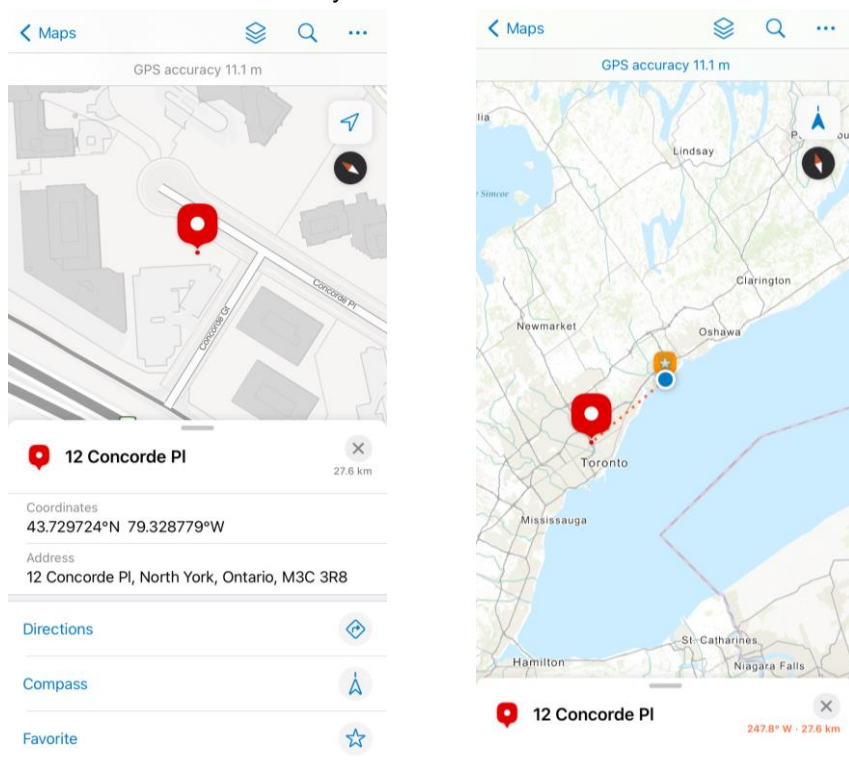 Maps
GPS accuracy 11.1 m
Concorde Pl
Concorde Gt
12 Concorde Pl
27.6 km
Coordinates
43.729724°N 79.328779°W
Address
12 Concorde Pl, North York, Ontario, M3C 3R8
Directions
Compass
Favorite
Maps
GPS accuracy 11.1 m
lia
Lindsay
Simcoe
Clarington
Newmarket
Oshawa
Toronto
Mississauga
St. Catharines
Hamilton
Niagara Falls
12 Concorde Pl
247.8° W · 27.6 km